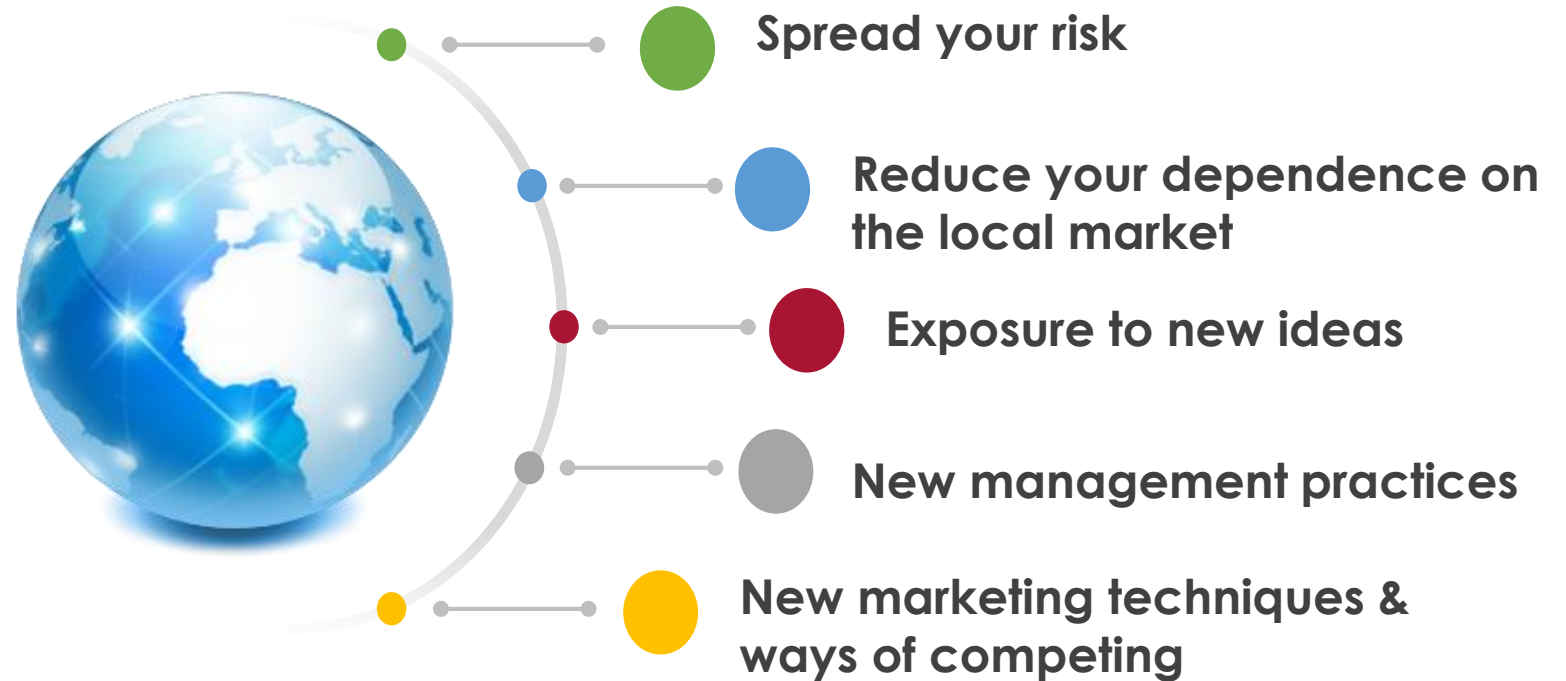 Spread your risk
Reduce your dependence on
the local market
Exposure to new ideas
New management practices
New marketing techniques &
ways of competing